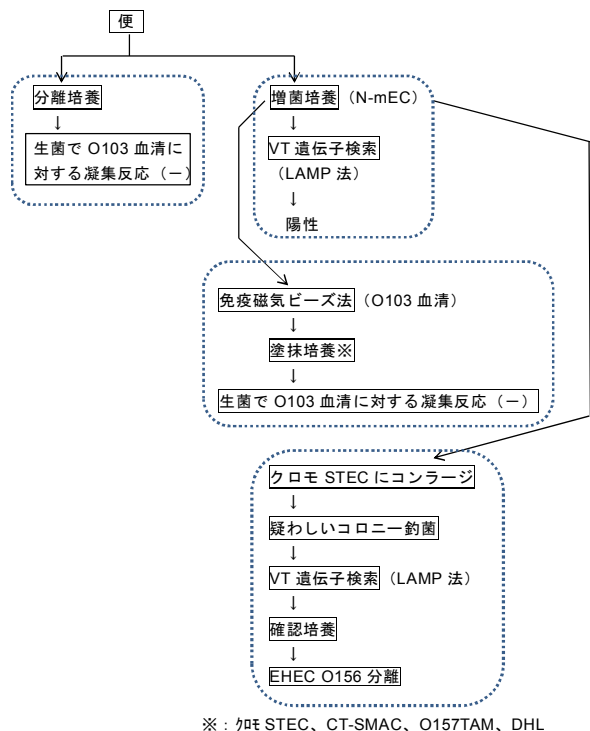 便
分離培養
↓
生菌で O103 血清に
対する凝集反応（－）
増菌培養（N-mEC）
↓
VT 遺伝子検索
（LAMP 法）
↓
陽性
免疫磁気ビーズ法（O103 血清）
↓
塗抹培養※
↓
生菌で O103 血清に対する凝集反応（－）
クロモ STEC にコンラージ
↓
疑わしいコロニー釣菌
↓
VT 遺伝子検索（LAMP 法）
↓
確認培養
↓
EHEC O156 分離
※：ｸﾛﾓ STEC、CT-SMAC、O157TAM、DHL